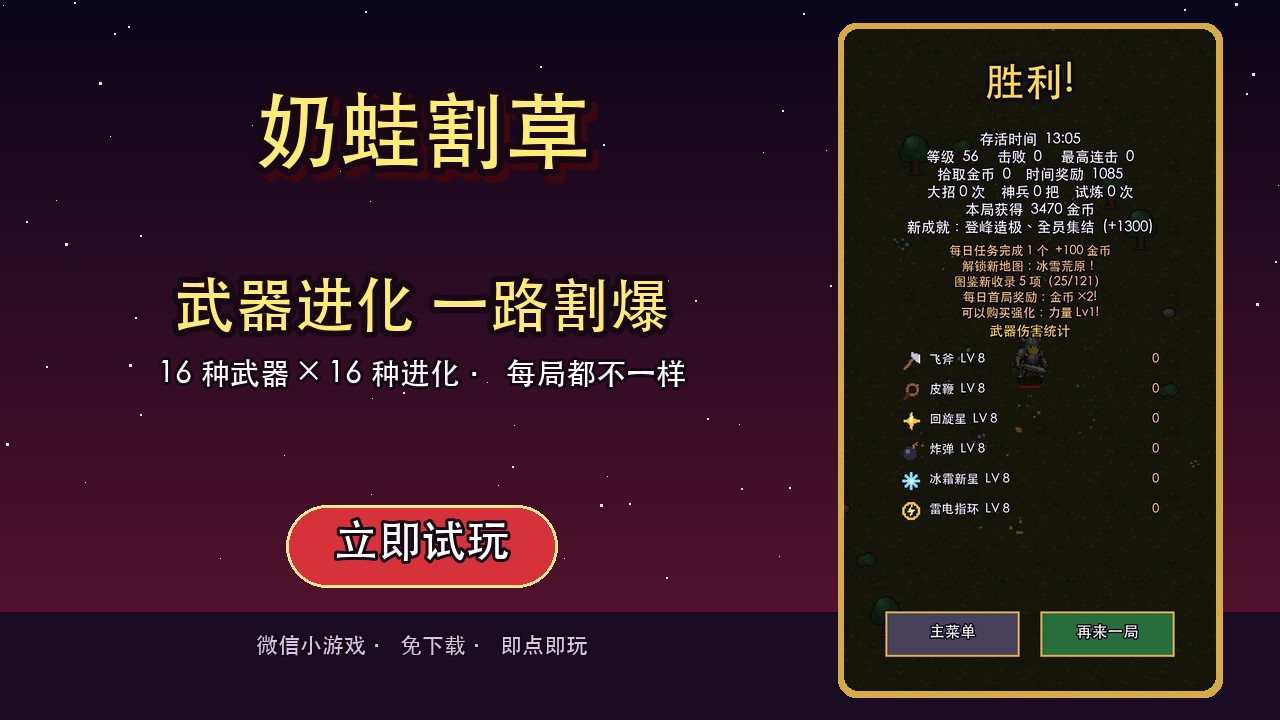 奶蛙割草
武器进化 一路割爆
16 种武器 × 16 种进化 · 每局都不一样
立即试玩
微信小游戏 · 免下载 · 即点即玩
胜利!
存活时间 13:05
等级 56 击败 0 最高连击 0
拾取金币 0 时间奖励 1085
大招 0 次 神兵 0 把 试炼 0 次
本局获得 3470 金币
新成就：登峰造极、全员集结 (+1300)
每日任务完成 1 个 +100 金币
解锁新地图：冰雪荒原！
图鉴新收录 5 项 (25/121)
每日首局奖励：金币 ×2!
可以购买强化：力量 Lv1!
武器伤害统计
飞斧 LV 8 0
皮鞭 LV 8 0
回旋星 LV 8 0
炸弹 LV 8 0
冰霜新星 LV 8 0
雷电指环 LV 8 0
主菜单 再来一局